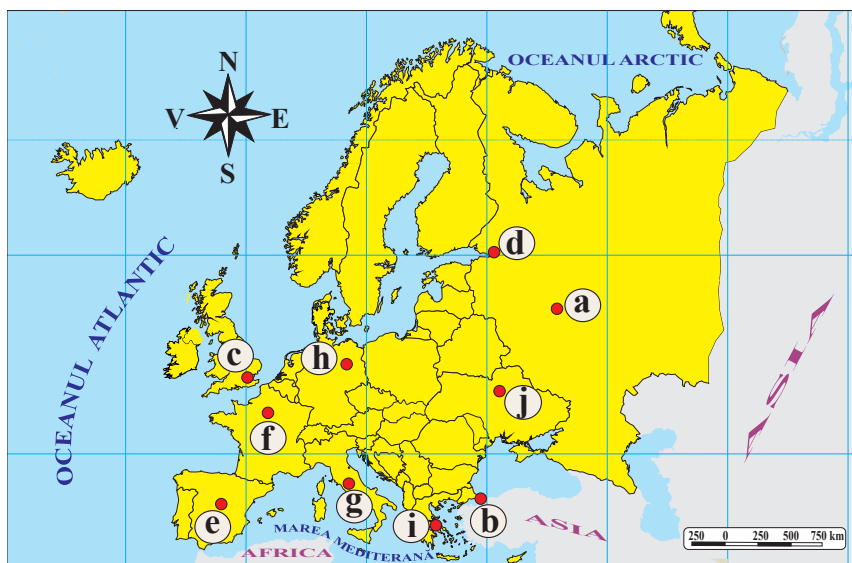 OCEANUL ARCTIC
N
V E
S
OCEANUL ATLANTIC
d
a
c
h
j
f
g
e
i
b
ASIA
MAREA MEDITERANĂ
AFRICA
ASIA
250 0 250 500 750 km